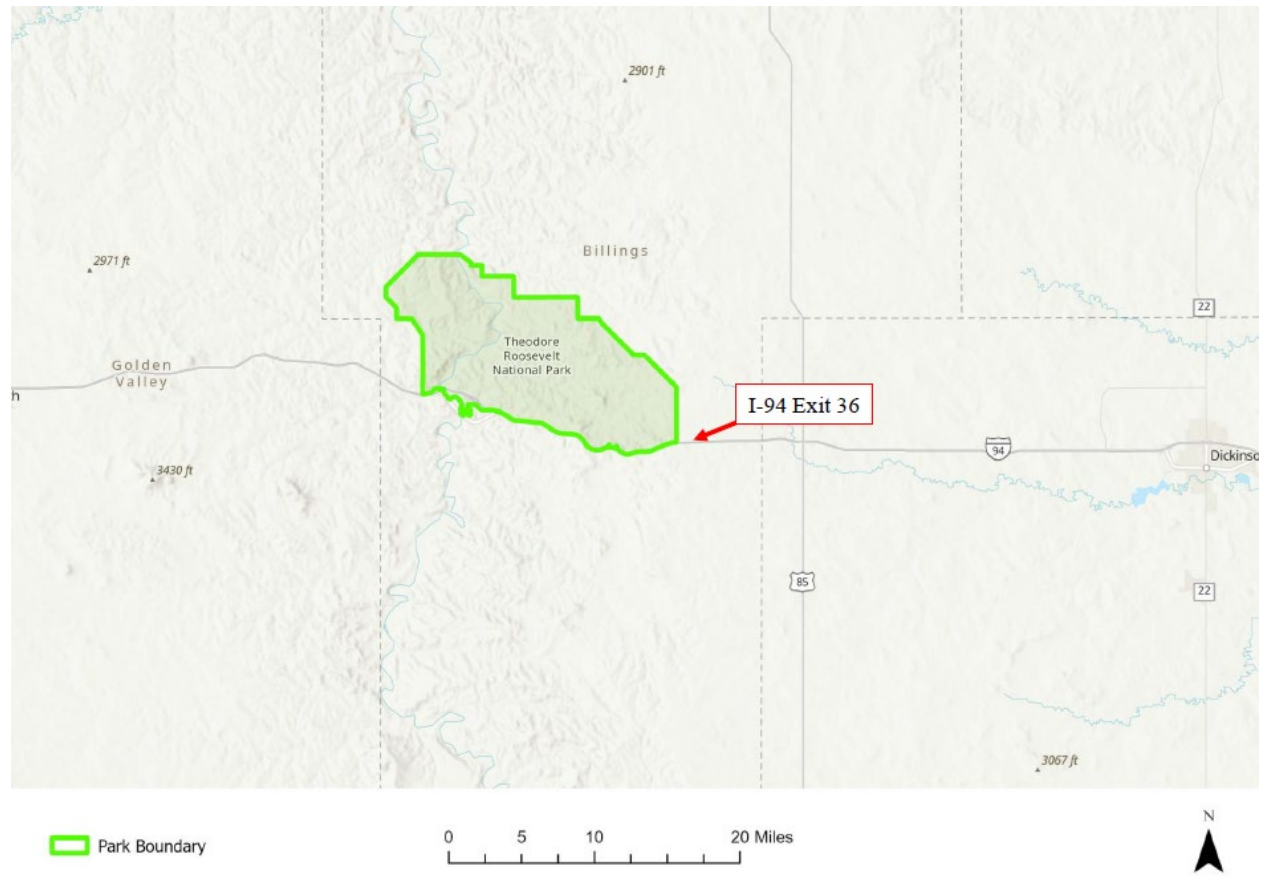 2901 ft
Billings
2971 ft
22
Theodore
Roosevelt
National Park
Golden
Valley
h
I-94 Exit 36
94
Dickinso
3430 ft
85
22
3067 ft
Park Boundary
0 5 10 20 Miles
N